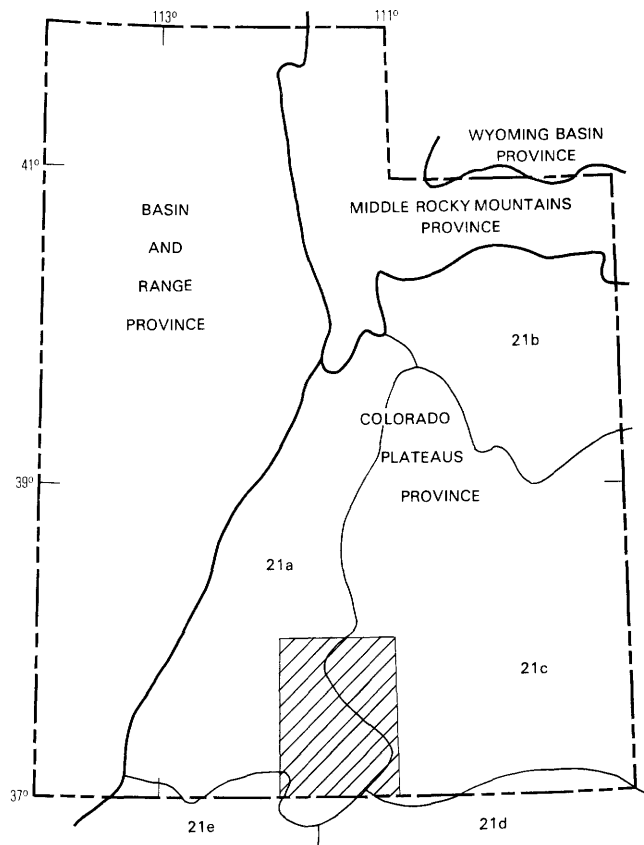 113°
111°
WYOMING BASIN
PROVINCE
41°
MIDDLE ROCKY MOUNTAINS
PROVINCE
BASIN
AND
RANGE
PROVINCE
21b
COLORADO
PLATEAUS
PROVINCE
39°
21a
21c
37°
21e
21d